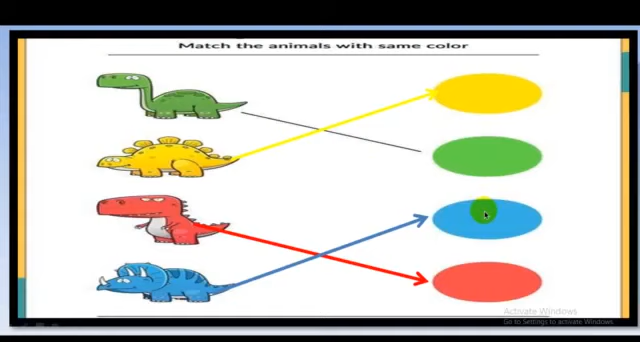 Match the animals with same color
Activate Windows
Go to Settings to activate Windows.